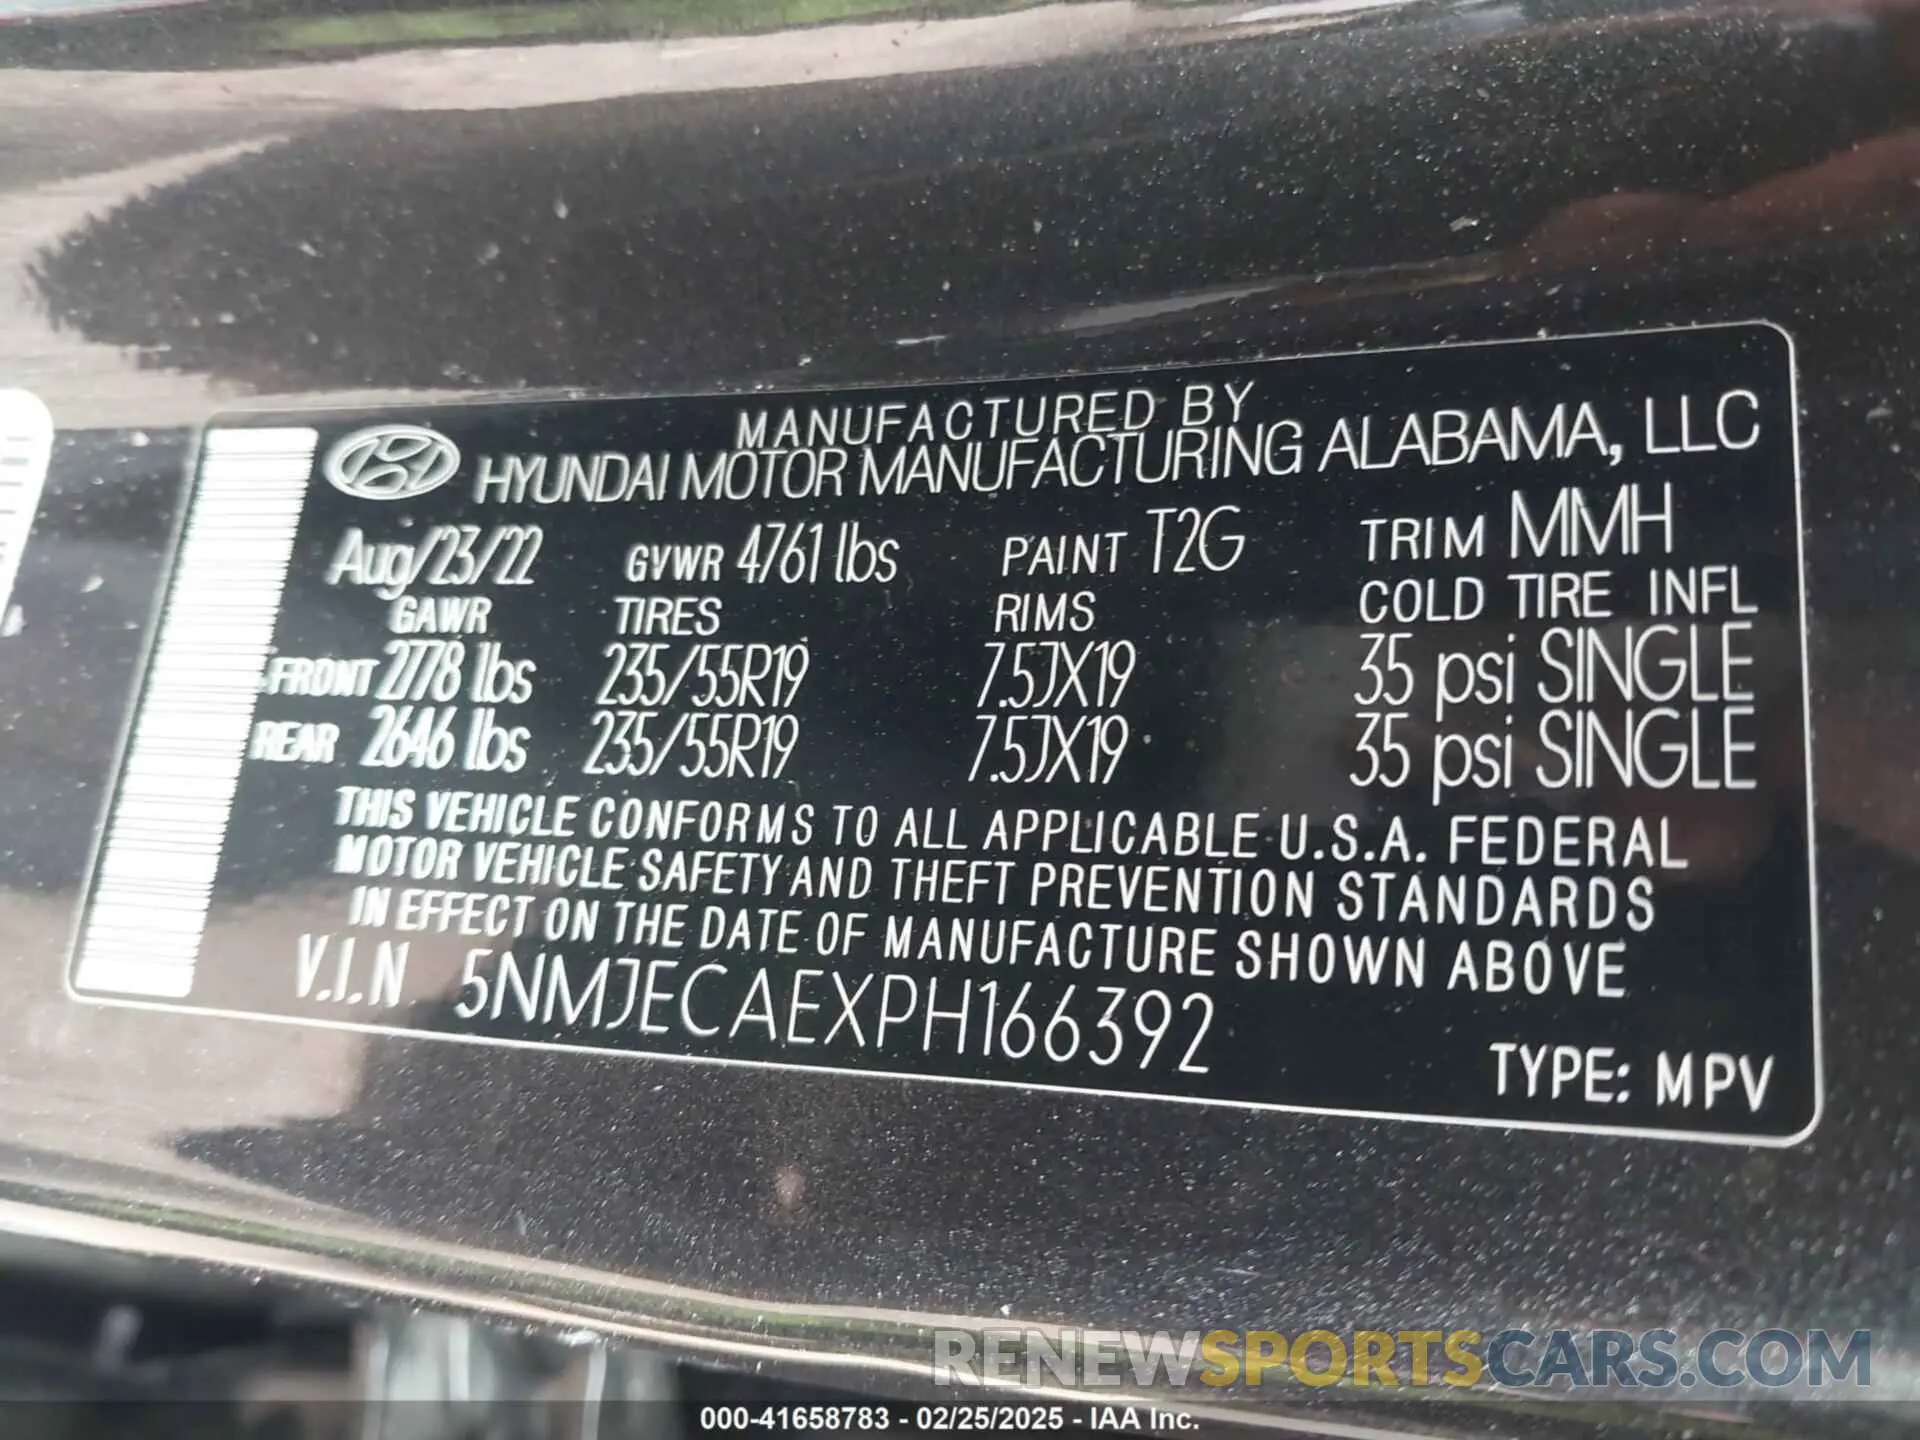 MANUFACTURED BY
HYUNDAI MOTOR MANUFACTURING ALABAMA, LLC
Aug/23/22 GVWR 4761 lbs PAINT T2G TRIM MMH
GAWR TIRES RIMS COLD TIRE INFL
FRONT 2778 lbs 235/55R19 7.5JX19 35 psi SINGLE
REAR 2646 lbs 235/55R19 7.5JX19 35 psi SINGLE
THIS VEHICLE CONFORMS TO ALL APPLICABLE U.S.A. FEDERAL
MOTOR VEHICLE SAFETY AND THEFT PREVENTION STANDARDS
IN EFFECT ON THE DATE OF MANUFACTURE SHOWN ABOVE
V.I.N 5NMJECAEXPH166392
TYPE: MPV
RENEWSPORTSCARS.COM
000-41658783 - 02/25/2025 - IAA Inc.